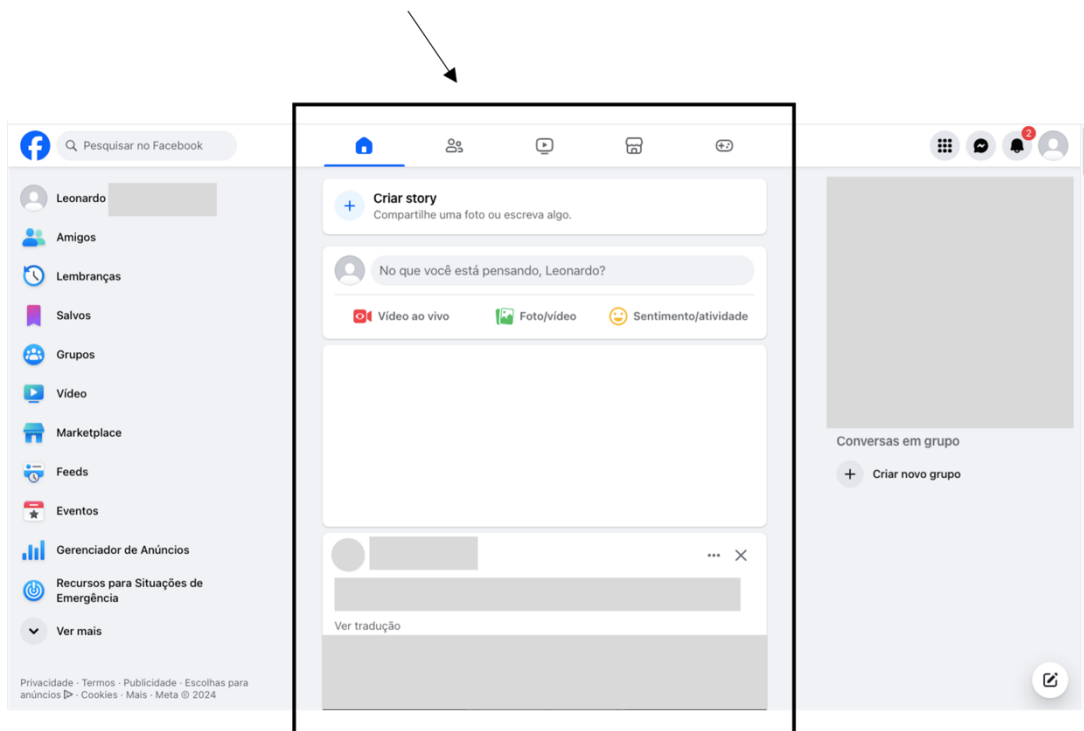 Pesquisar no Facebook
2
Leonardo
Amigos
Lembranças
Salvos
Grupos
Vídeo
Marketplace
Feeds
Eventos
Gerenciador de Anúncios
Recursos para Situações de
Emergência
Ver mais
Privacidade · Termos · Publicidade · Escolhas para
anúncios · Cookies · Mais · Meta © 2024
Criar story
Compartilhe uma foto ou escreva algo.
No que você está pensando, Leonardo?
Vídeo ao vivo
Foto/vídeo
Sentimento/atividade
Ver tradução
Conversas em grupo
Criar novo grupo